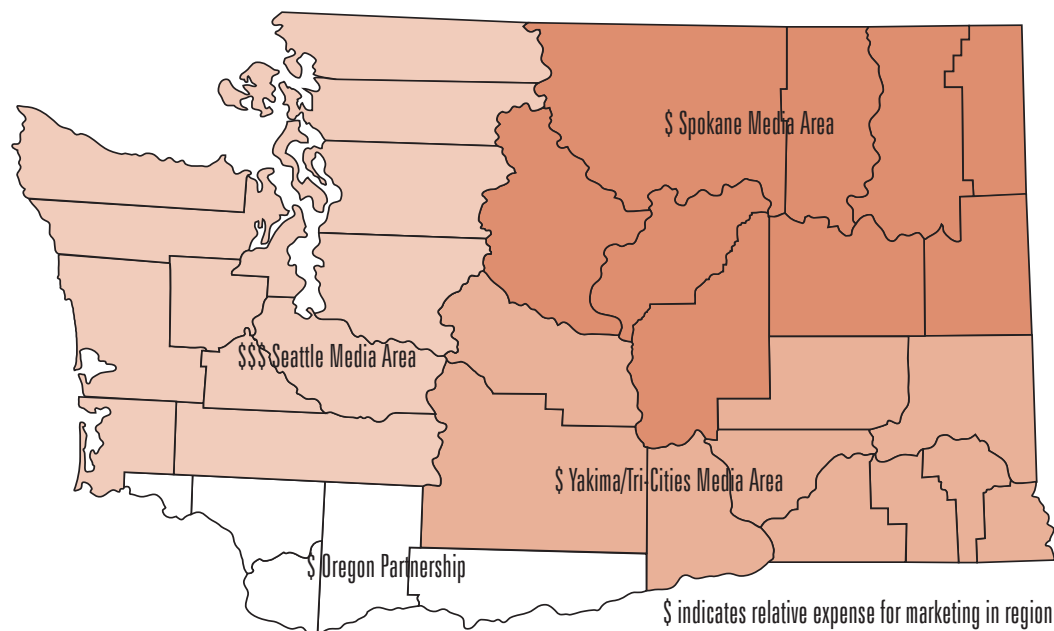 $ Spokane Media Area
$$$ Seattle Media Area
$ Yakima/Tri-Cities Media Area
$ Oregon Partnership
$ indicates relative expense for marketing in region